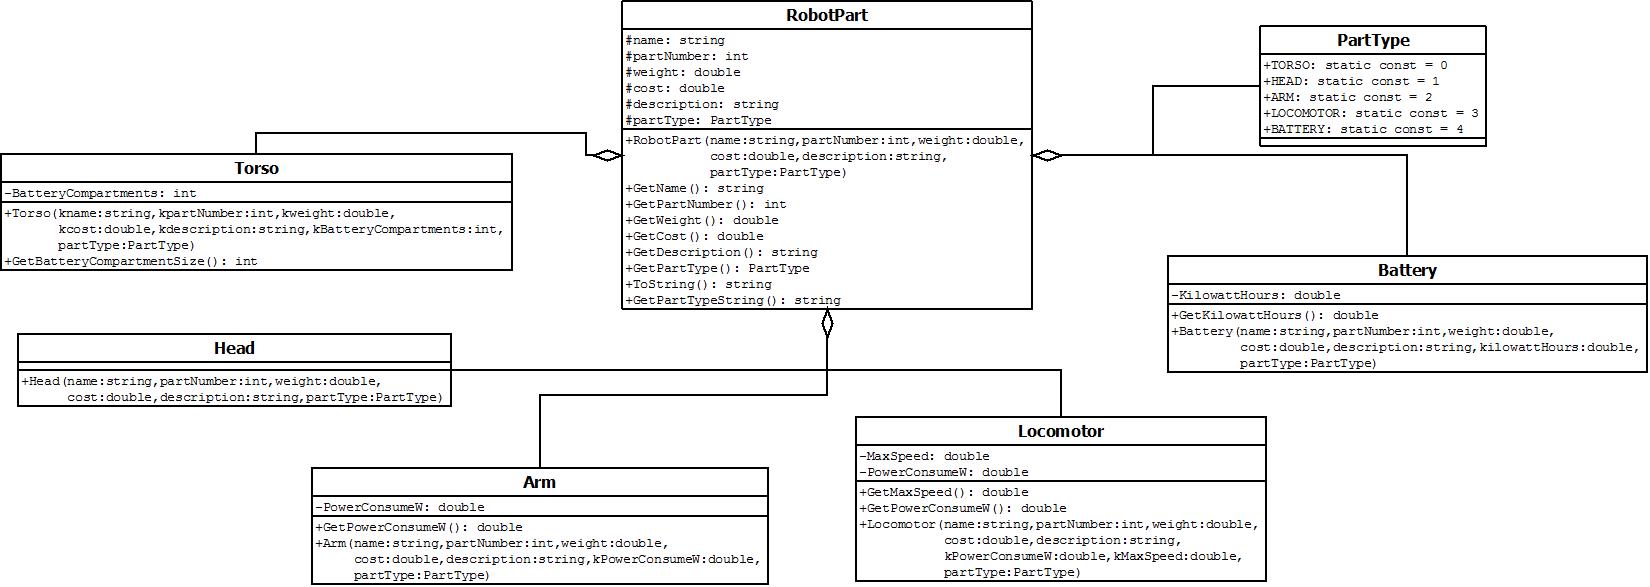 RobotPart
#name: string
#partNumber: int
#weight: double
#cost: double
#description: string
#partType: PartType
+RobotPart(name:string,partNumber:int,weight:double,
cost:double,description:string,
partType:PartType)
+GetName(): string
+GetPartNumber(): int
+GetWeight(): double
+GetCost(): double
+GetDescription(): string
+GetPartType(): PartType
+ToString(): string
+GetPartTypeString(): string
PartType
+TORSO: static const = 0
+HEAD: static const = 1
+ARM: static const = 2
+LOCOMOTOR: static const = 3
+BATTERY: static const = 4
Torso
-BatteryCompartments: int
+Torso(kname:string,kpartNumber:int,kweight:double,
kcost:double,kdescription:string,kBatteryCompartments:int,
partType:PartType)
+GetBatteryCompartmentSize(): int
Battery
-KilowattHours: double
+GetKilowattHours(): double
+Battery(name:string,partNumber:int,weight:double,
cost:double,description:string,kilowattHours:double,
partType:PartType)
Head
+Head(name:string,partNumber:int,weight:double,
cost:double,description:string,partType:PartType)
Arm
-PowerConsumeW: double
+GetPowerConsumeW(): double
+Arm(name:string,partNumber:int,weight:double,
cost:double,description:string,kPowerConsumeW:double,
partType:PartType)
Locomotor
-MaxSpeed: double
-PowerConsumeW: double
+GetMaxSpeed(): double
+GetPowerConsumeW(): double
+Locomotor(name:string,partNumber:int,weight:double,
cost:double,description:string,
kPowerConsumeW:double,kMaxSpeed:double,
partType:PartType)